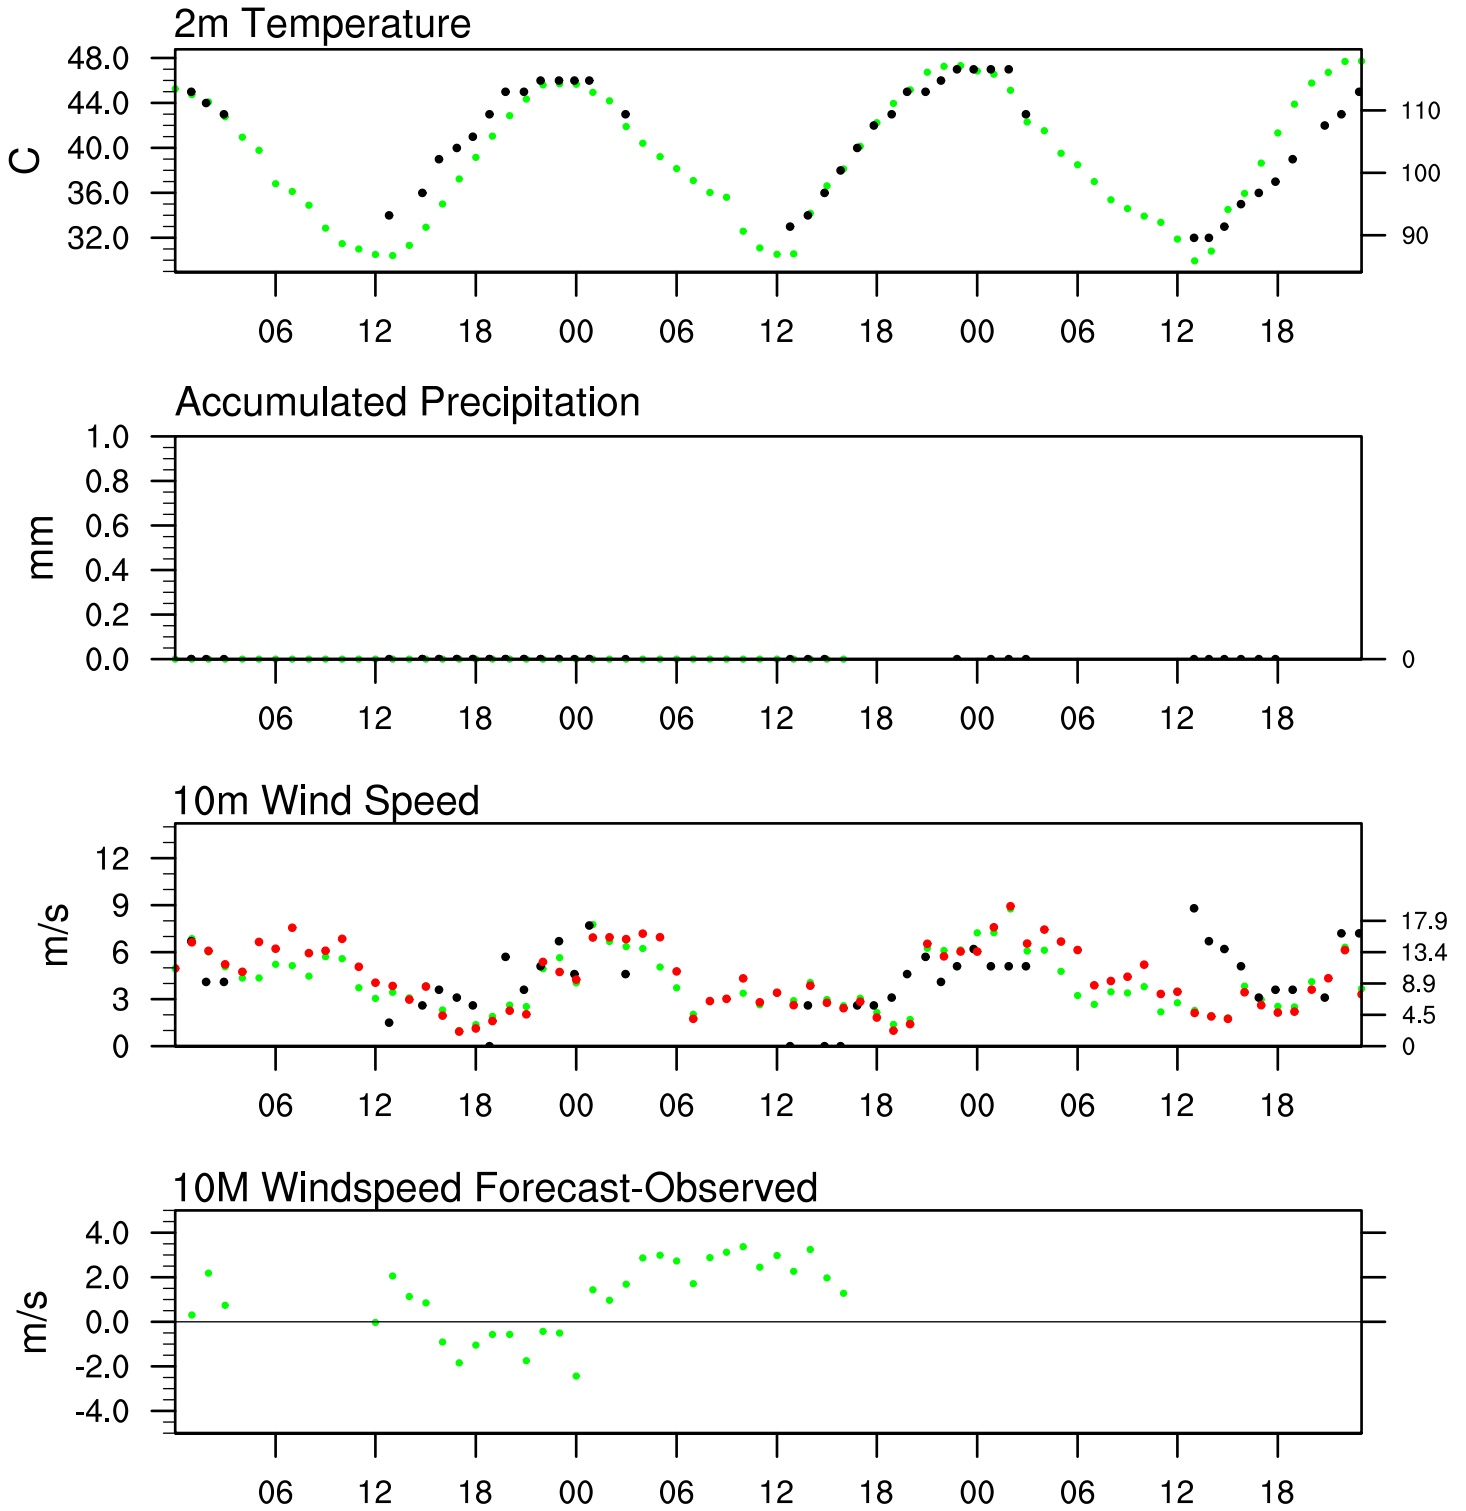 2m Temperature
48.0
44.0
110
40.0
C
100
36.0
32.0
90
06 12 18 00 06 12 18 00 06 12 18
Accumulated Precipitation
1.0
0.8
0.6
mm
0.4
0.2
0.0
0
06 12 18 00 06 12 18 00 06 12 18
10m Wind Speed
12
9
17.9
m/s
6
13.4
3
8.9
4.5
0
0
06 12 18 00 06 12 18 00 06 12 18
10M Windspeed Forecast-Observed
4.0
2.0
m/s
0.0
-2.0
-4.0
06 12 18 00 06 12 18 00 06 12 18